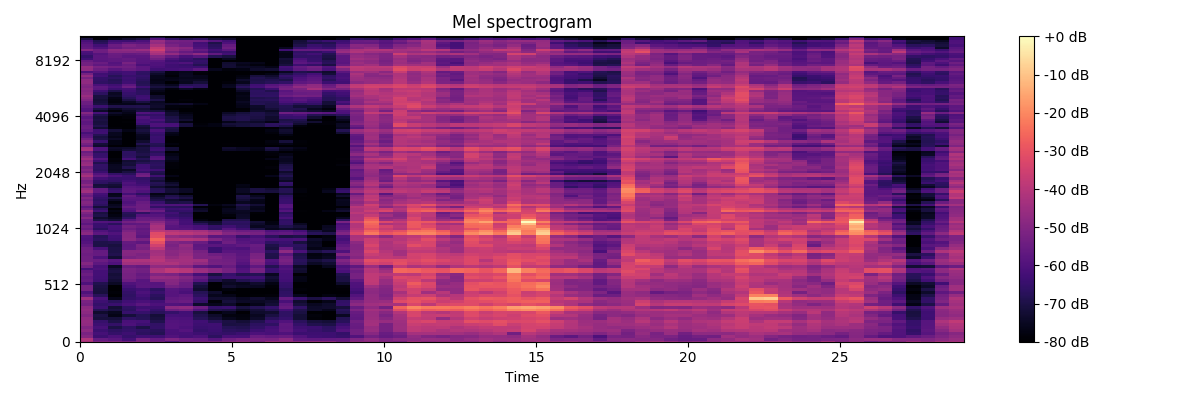 Mel spectrogram
Hz
8192
4096
2048
1024
512
0
0 5 10 15 20 25
Time
+0 dB
-10 dB
-20 dB
-30 dB
-40 dB
-50 dB
-60 dB
-70 dB
-80 dB